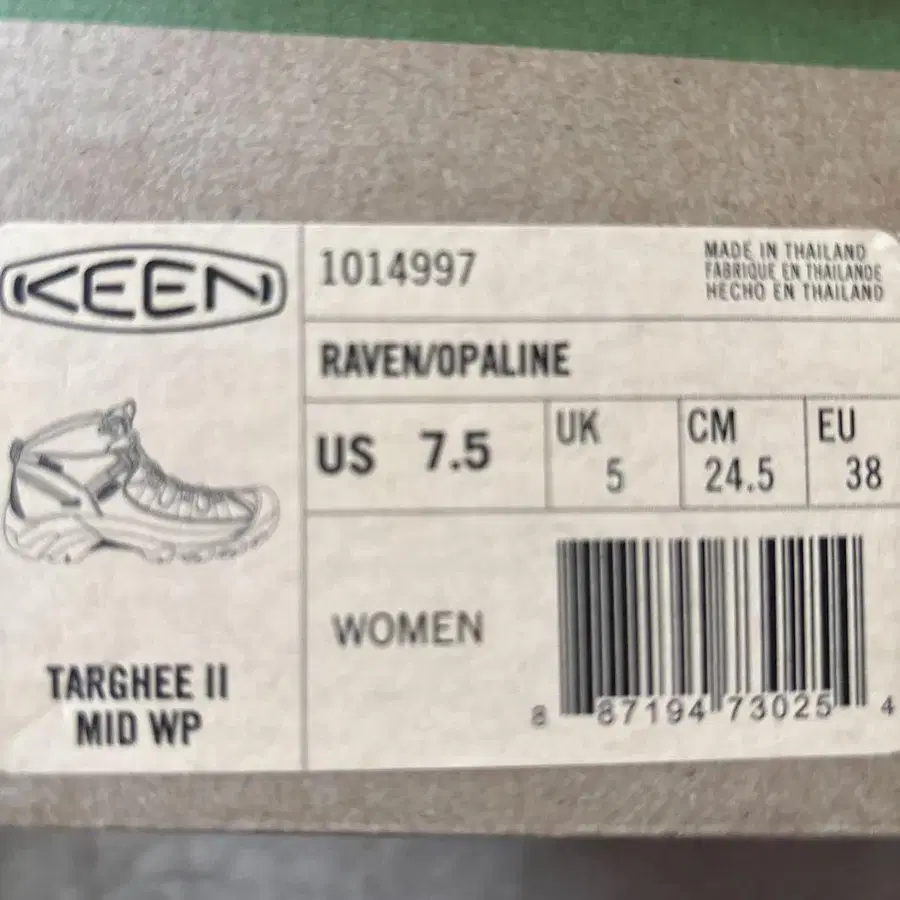 KEEN
1014997
MADE IN THAILAND
FABRIQUÉ EN THAILANDE
HECHO EN THAILAND
RAVEN/OPALINE
US 7.5
UK 5
CM 24.5
EU 38
WOMEN
TARGHEE II
MID WP
8 87194 73025 4